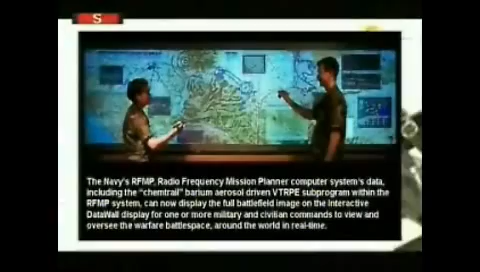 S
The Navy's RFMP, Radio Frequency Mission Planner computer system's data,
including the "chemtrail" barium aerosol driven VTRPE subprogram within the
RFMP system, can now display the full battlefield image on the Interactive
DataWall display for one or more military and civilian commands to view and
oversee the warfare battlespace, around the world in real-time.